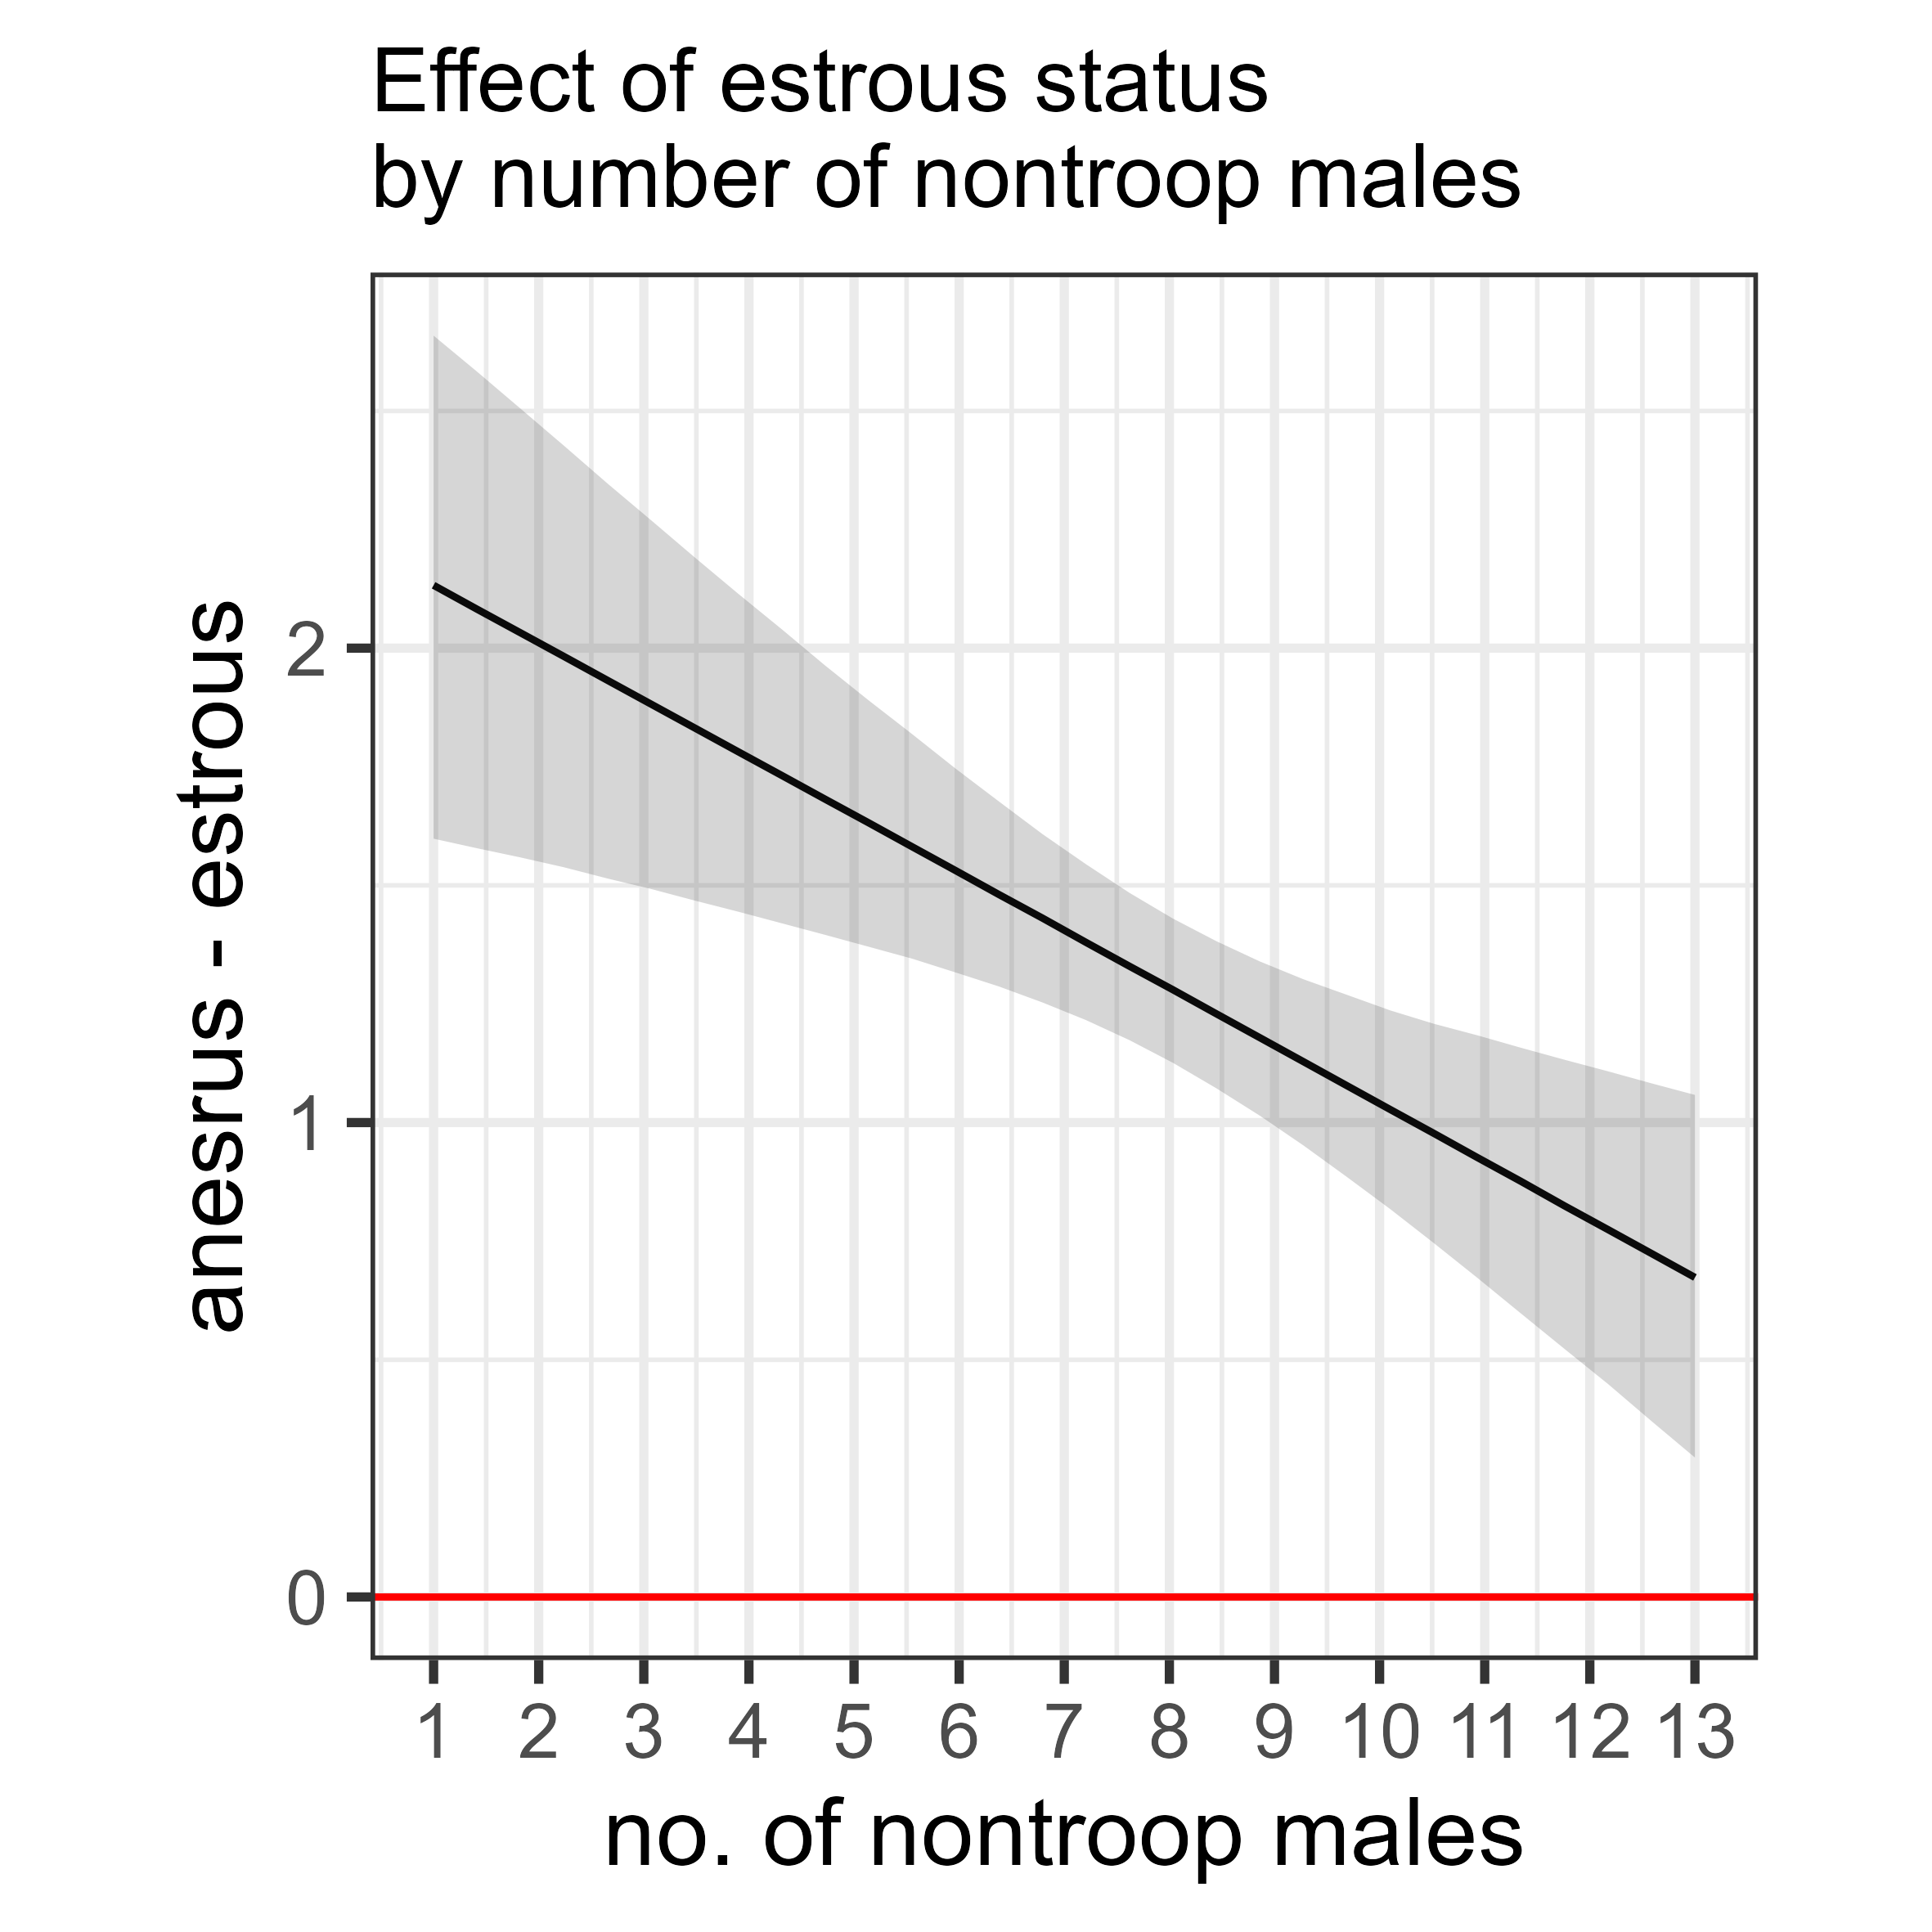 Effect of estrous status
by number of nontroop males
anesrus - estrous
2
1
0
1 2 3 4 5 6 7 8 9 10 11 12 13
no. of nontroop males